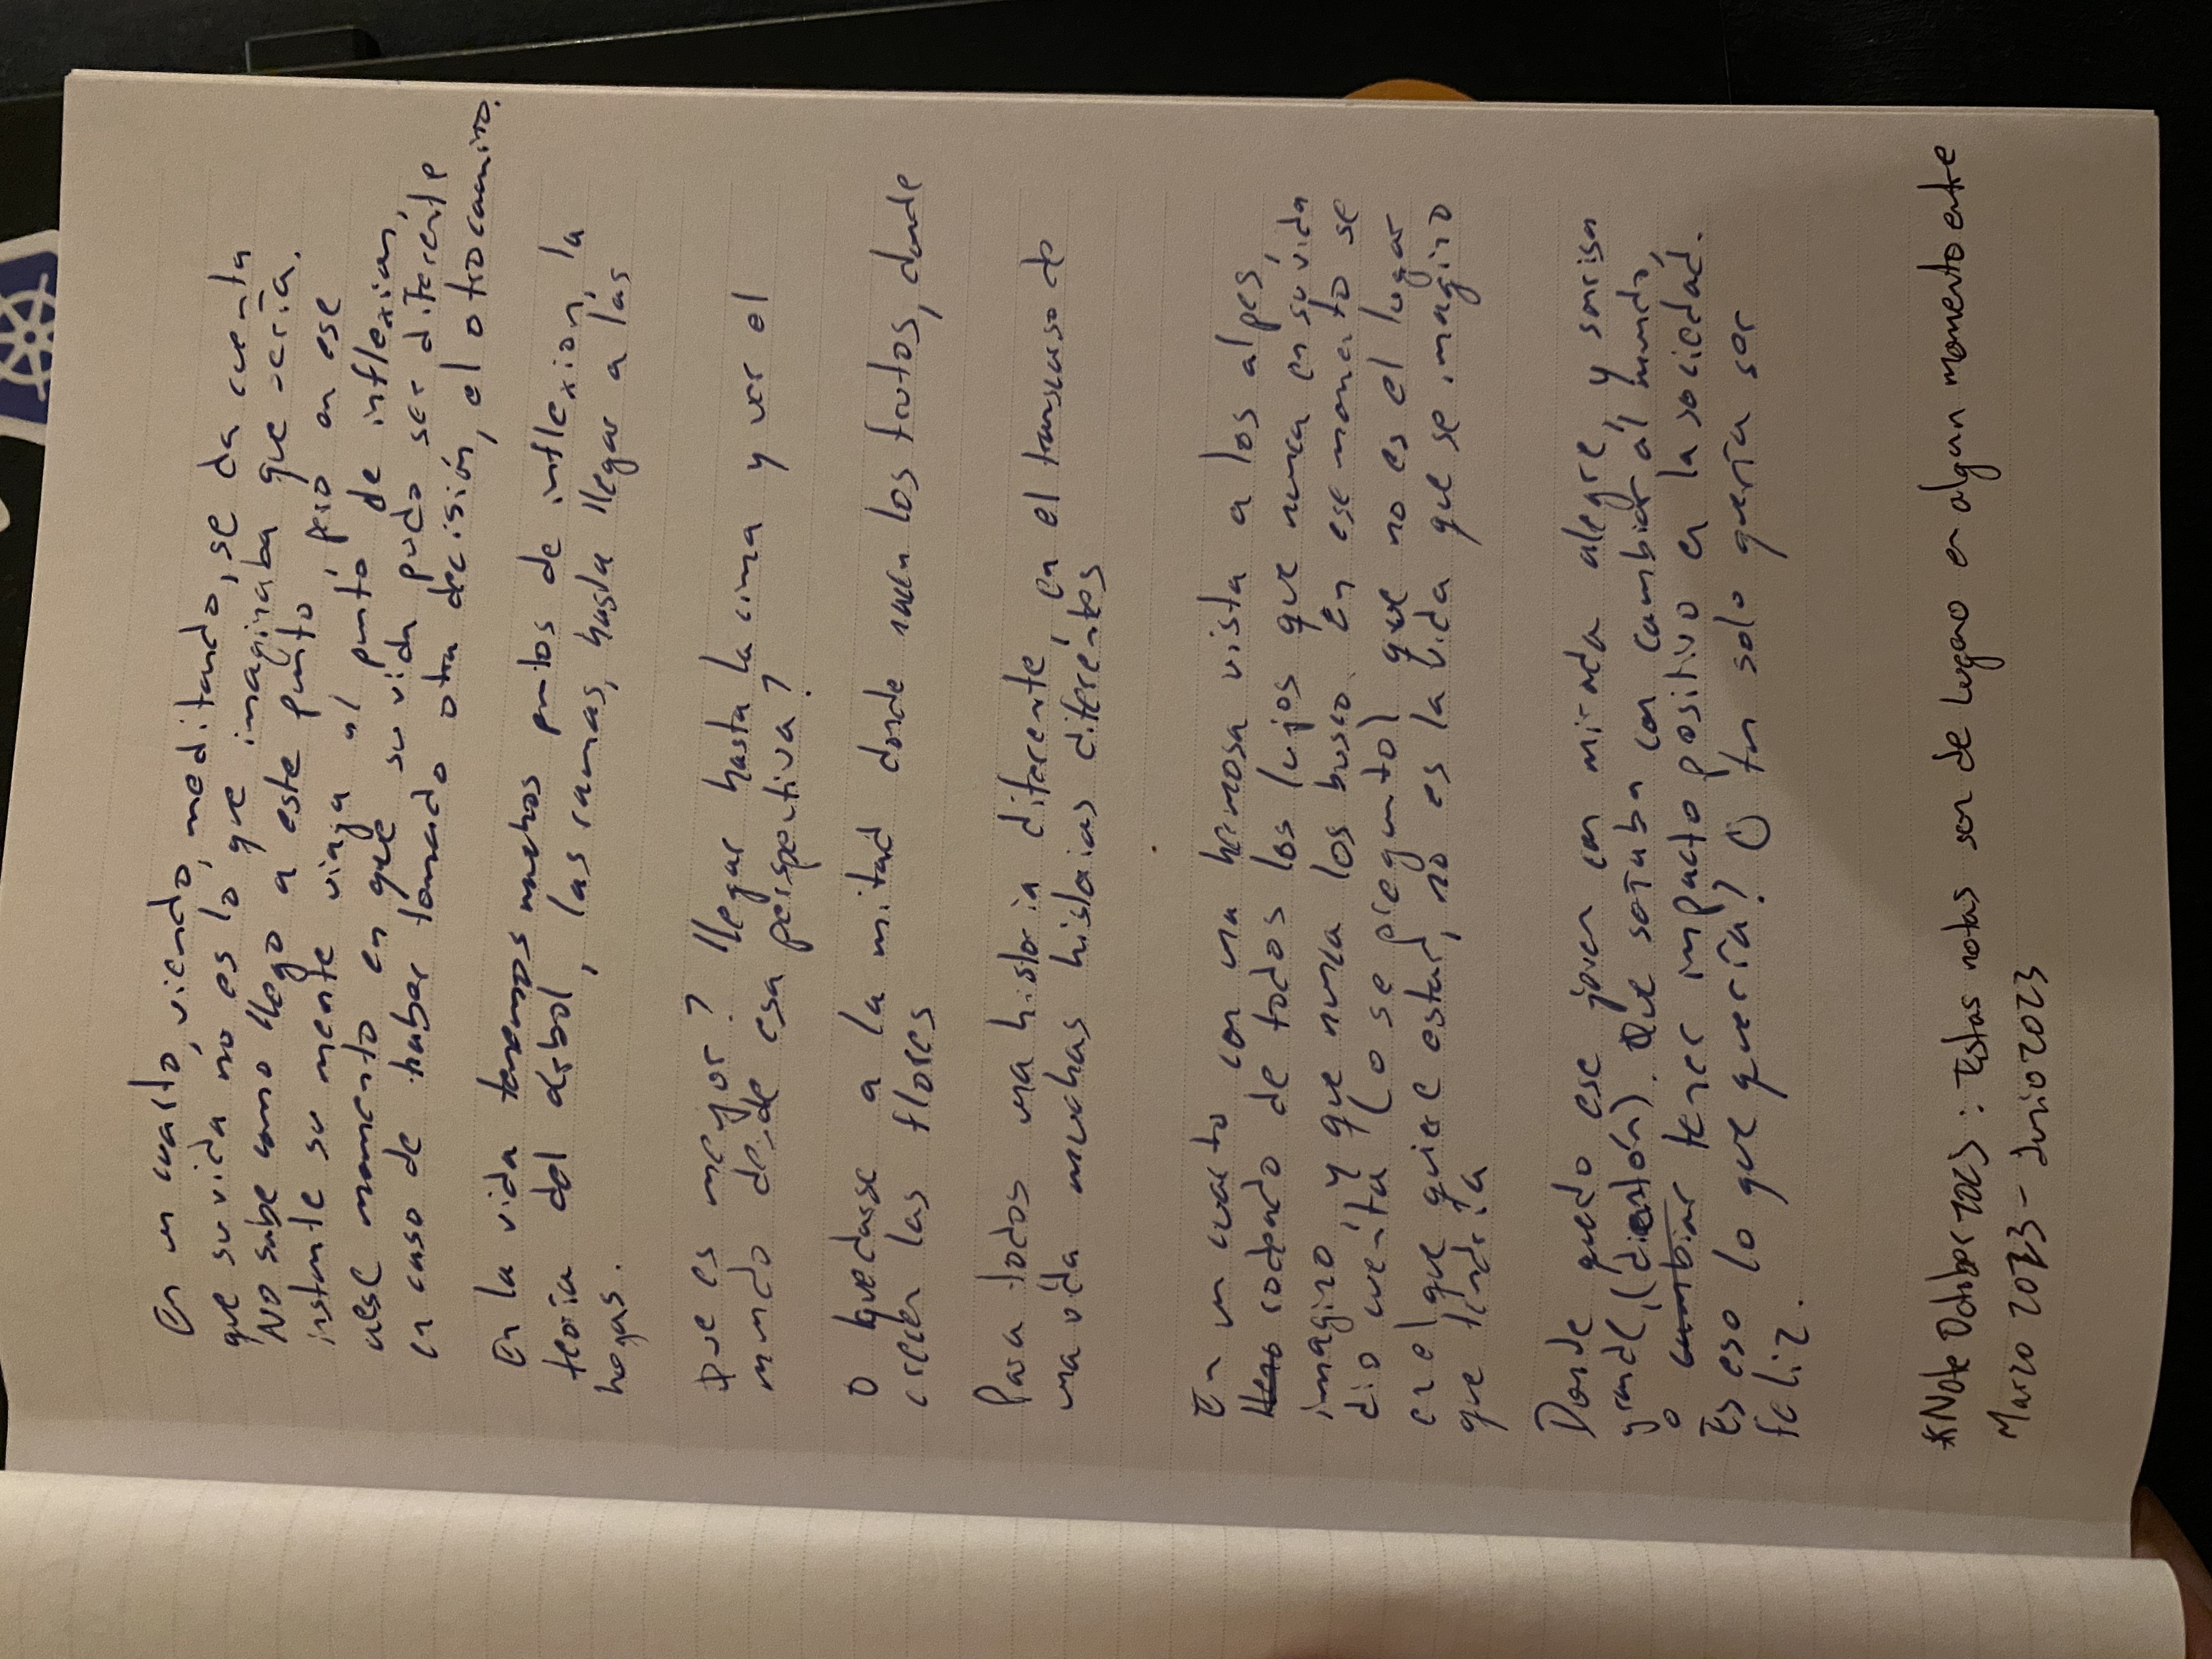 En un cuarto, viendo, meditando, se da cuenta
que su vida no es lo que imaginaba que sería.
No sabe como llego a este punto, pero en ese
instante su mente viaja al punto de inflexion,
a ese momento en que su vida pudo ser diferente
en caso de haber tomado otra decisión, el otro camino.
En la vida tenemos muchos puntos de inflexion, la
teoría del árbol, las ramas, hasta llegar a las
hojas.
Que es mejor? llegar hasta la cima y ver el
mundo desde esa perspectiva?
O quedarse a la mitad donde nacen los frutos, donde
crecen las flores
Para todos una historia diferente, en el transcurso de
una vida muchas historias diferentes
En un cuarto con una hermosa vista a los alpes,
lleno rodeado de todos los lujos que nunca en su vida
imagino, y que nunca los busco. En ese momento se
dio cuenta (o se pregunto) que no es el lugar
en el que quiere estar, no es la vida que se imagino
que tendría
Donde quedo ese joven con mirada alegre, y sonrisa
grande, (dientón). Que soñaba con cambiar al mundo,
o cambiar tener impacto positivo en la sociedad.
Es eso lo que quería? O tan solo quería ser
feliz.
*Note October 2023: Estas notas son de Lugano en algun momento entre
Marzo 2023 - Junio 2023